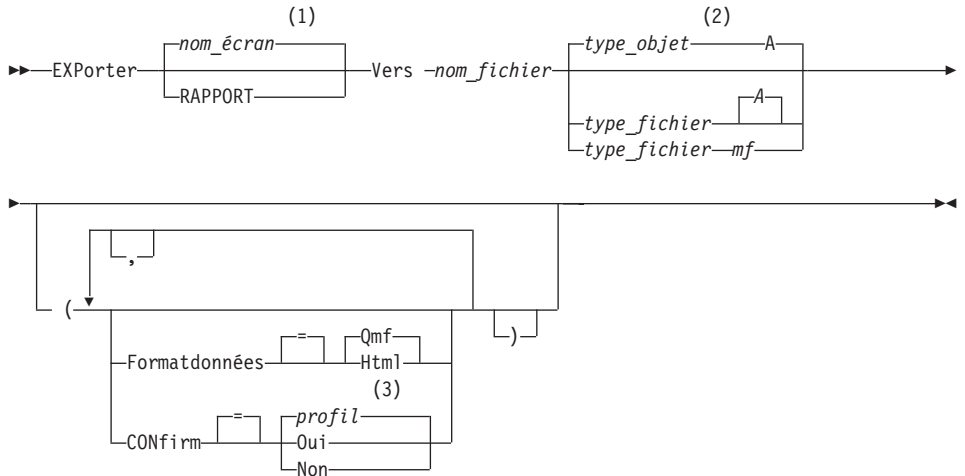 (1) (2)
nom_écran type_objet A
EXPorter Vers nom_fichier
RAPPORT A
type_fichier
type_fichier mf
,
(
)
= Qmf
Formatdonnées Html
(3)
= profil
CONfirm Oui
Non